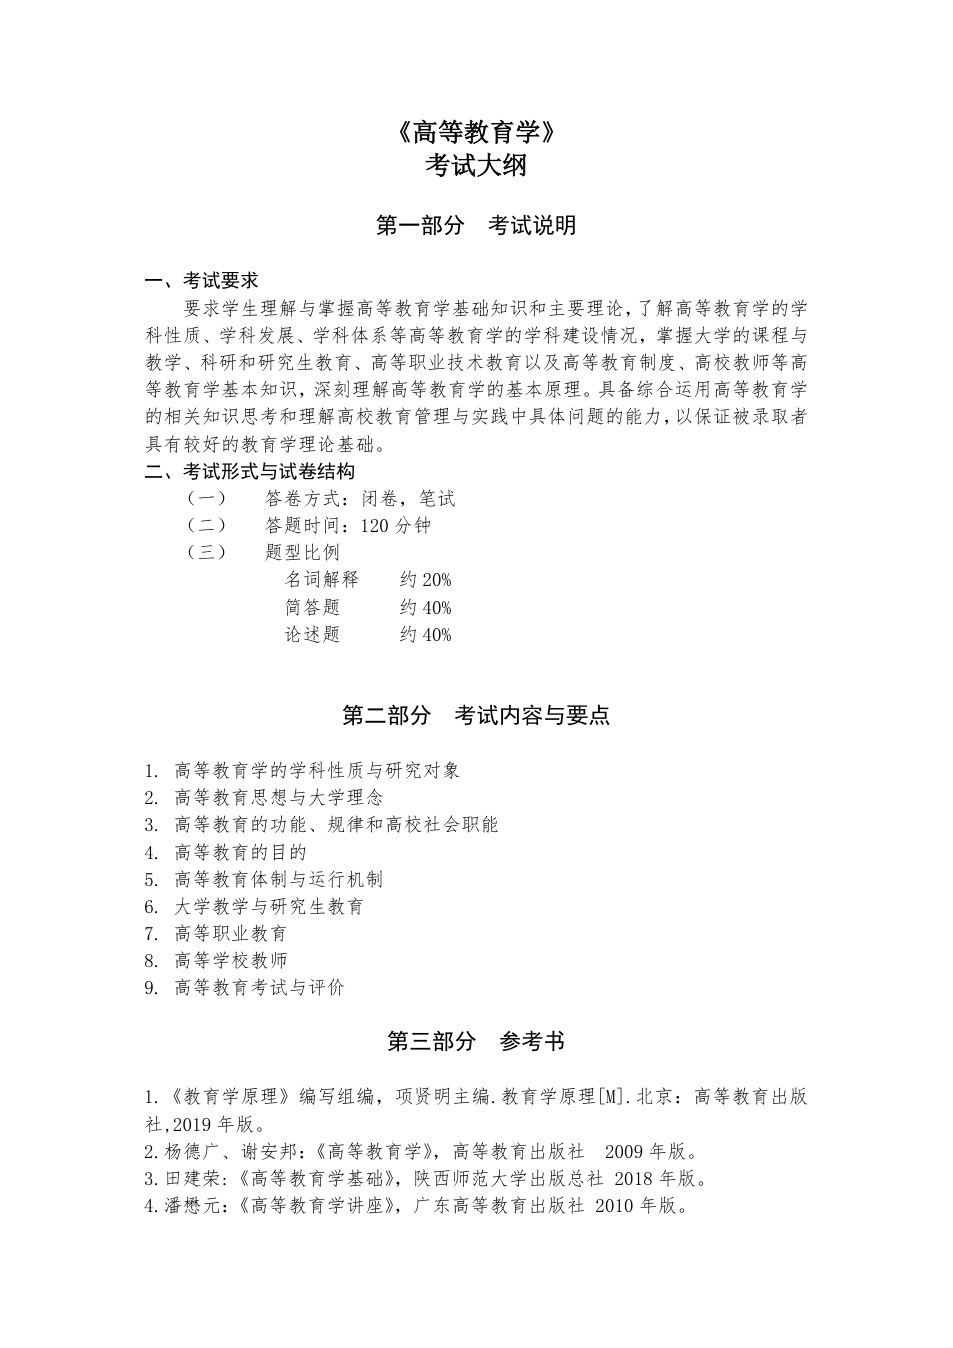 《高等教育学》
考试大纲
第一部分 考试说明
一、考试要求
要求学生理解与掌握高等教育学基础知识和主要理论，了解高等教育学的学
科性质、学科发展、学科体系等高等教育学的学科建设情况，掌握大学的课程与
教学、科研和研究生教育、高等职业技术教育以及高等教育制度、高校教师等高
等教育学基本知识，深刻理解高等教育学的基本原理。具备综合运用高等教育学
的相关知识思考和理解高校教育管理与实践中具体问题的能力，以保证被录取者
具有较好的教育学理论基础。
二、考试形式与试卷结构
（一） 答卷方式：闭卷，笔试
（二） 答题时间：120 分钟
（三） 题型比例
名词解释 约 20%
简答题 约 40%
论述题 约 40%
第二部分 考试内容与要点
1. 高等教育学的学科性质与研究对象
2. 高等教育思想与大学理念
3. 高等教育的功能、规律和高校社会职能
4. 高等教育的目的
5. 高等教育体制与运行机制
6. 大学教学与研究生教育
7. 高等职业教育
8. 高等学校教师
9. 高等教育考试与评价
第三部分 参考书
1.《教育学原理》编写组编，项贤明主编.教育学原理[M].北京：高等教育出版
社,2019 年版。
2.杨德广、谢安邦：《高等教育学》，高等教育出版社 2009 年版。
3.田建荣：《高等教育学基础》，陕西师范大学出版总社 2018 年版。
4.潘懋元：《高等教育学讲座》，广东高等教育出版社 2010 年版。